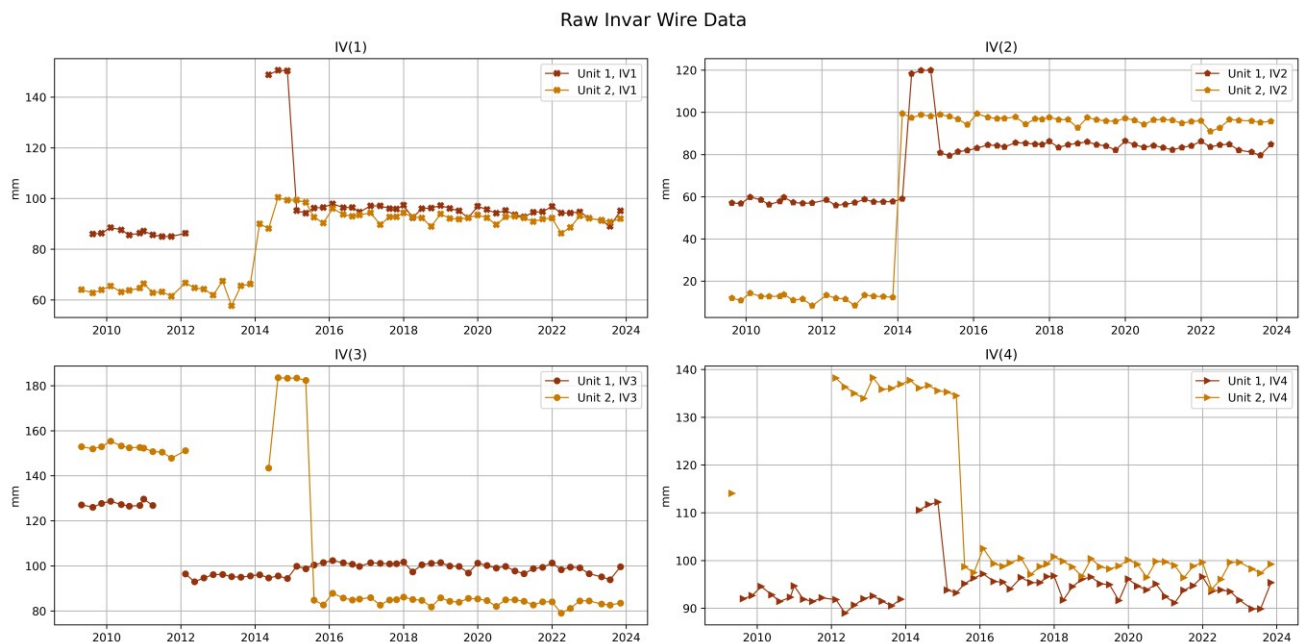 Raw Invar Wire Data
IV(1)
Unit 1, IV1
Unit 2, IV1
mm
140
120
100
80
60
2010 2012 2014 2016 2018 2020 2022 2024
IV(2)
Unit 1, IV2
Unit 2, IV2
mm
120
100
80
60
40
20
2010 2012 2014 2016 2018 2020 2022 2024
IV(3)
Unit 1, IV3
Unit 2, IV3
mm
180
160
140
120
100
80
2010 2012 2014 2016 2018 2020 2022 2024
IV(4)
Unit 1, IV4
Unit 2, IV4
mm
140
130
120
110
100
90
2010 2012 2014 2016 2018 2020 2022 2024